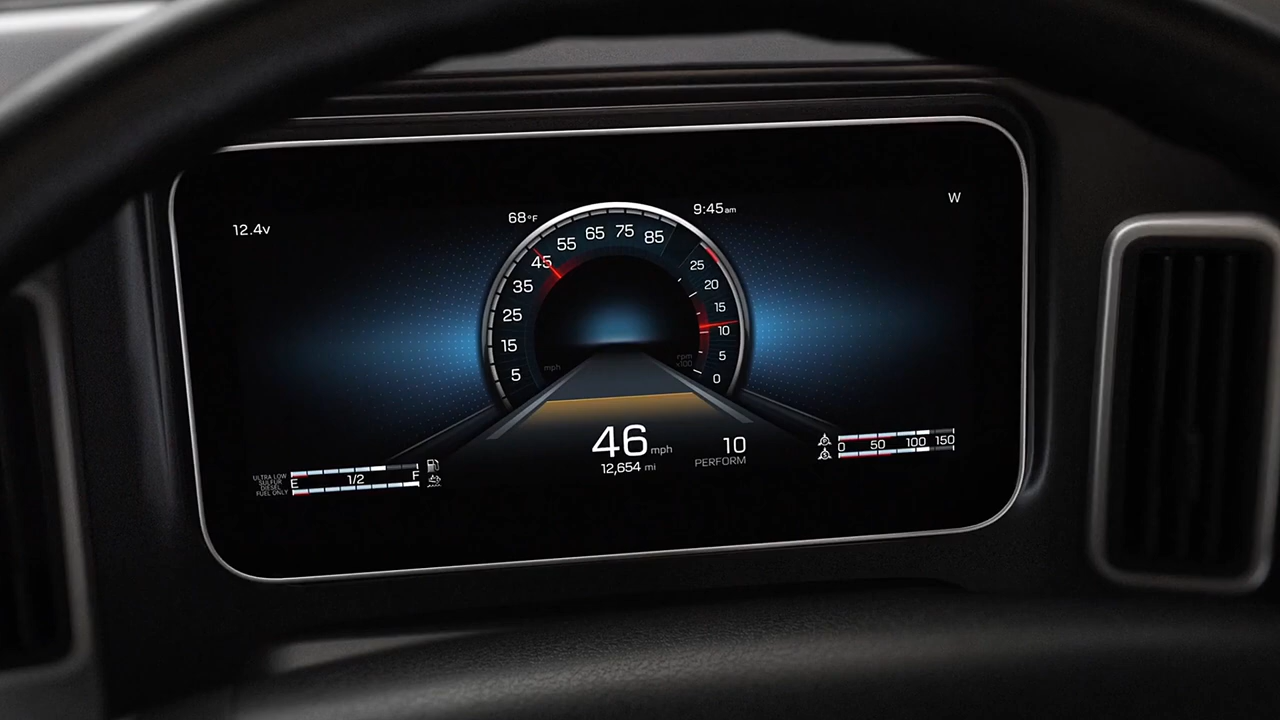 W
12.4v
68°F
9:45am
55 65 75 85
45
35
25
15
5
mph
25
20
15
10
5
0
rpm
x100
46 mph
12,654 mi
10
PERFORM
ULTRA LOW
SULFUR
DIESEL
FUEL ONLY
E 1/2 F
0 50 100 150